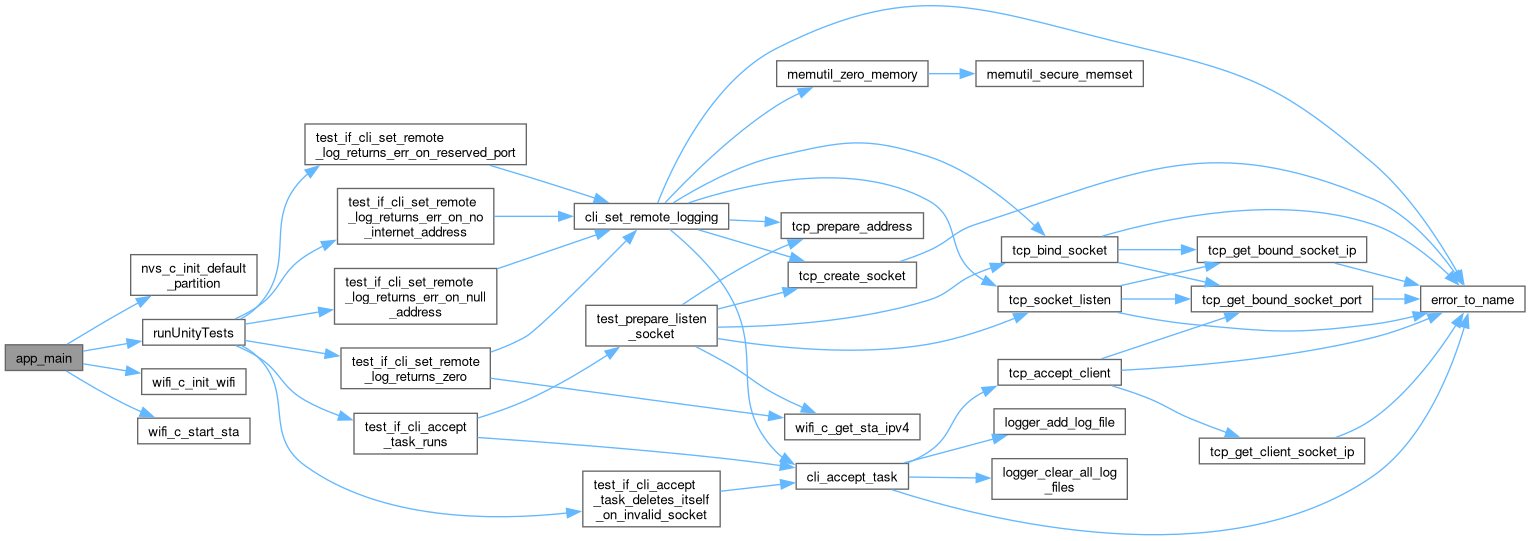 app_main
nvs_c_init_default
_partition
runUnityTests
wifi_c_init_wifi
wifi_c_start_sta
test_if_cli_set_remote
_log_returns_err_on_reserved_port
test_if_cli_set_remote
_log_returns_err_on_no
_internet_address
test_if_cli_set_remote
_log_returns_err_on_null
_address
test_if_cli_set_remote
_log_returns_zero
test_if_cli_accept
_task_runs
test_if_cli_accept
_task_deletes_itself
_on_invalid_socket
cli_set_remote_logging
test_prepare_listen
_socket
memutil_zero_memory
memutil_secure_memset
tcp_prepare_address
tcp_create_socket
wifi_c_get_sta_ipv4
cli_accept_task
tcp_bind_socket
tcp_socket_listen
tcp_accept_client
logger_add_log_file
logger_clear_all_log
_files
tcp_get_bound_socket_ip
tcp_get_bound_socket_port
tcp_get_client_socket_ip
error_to_name